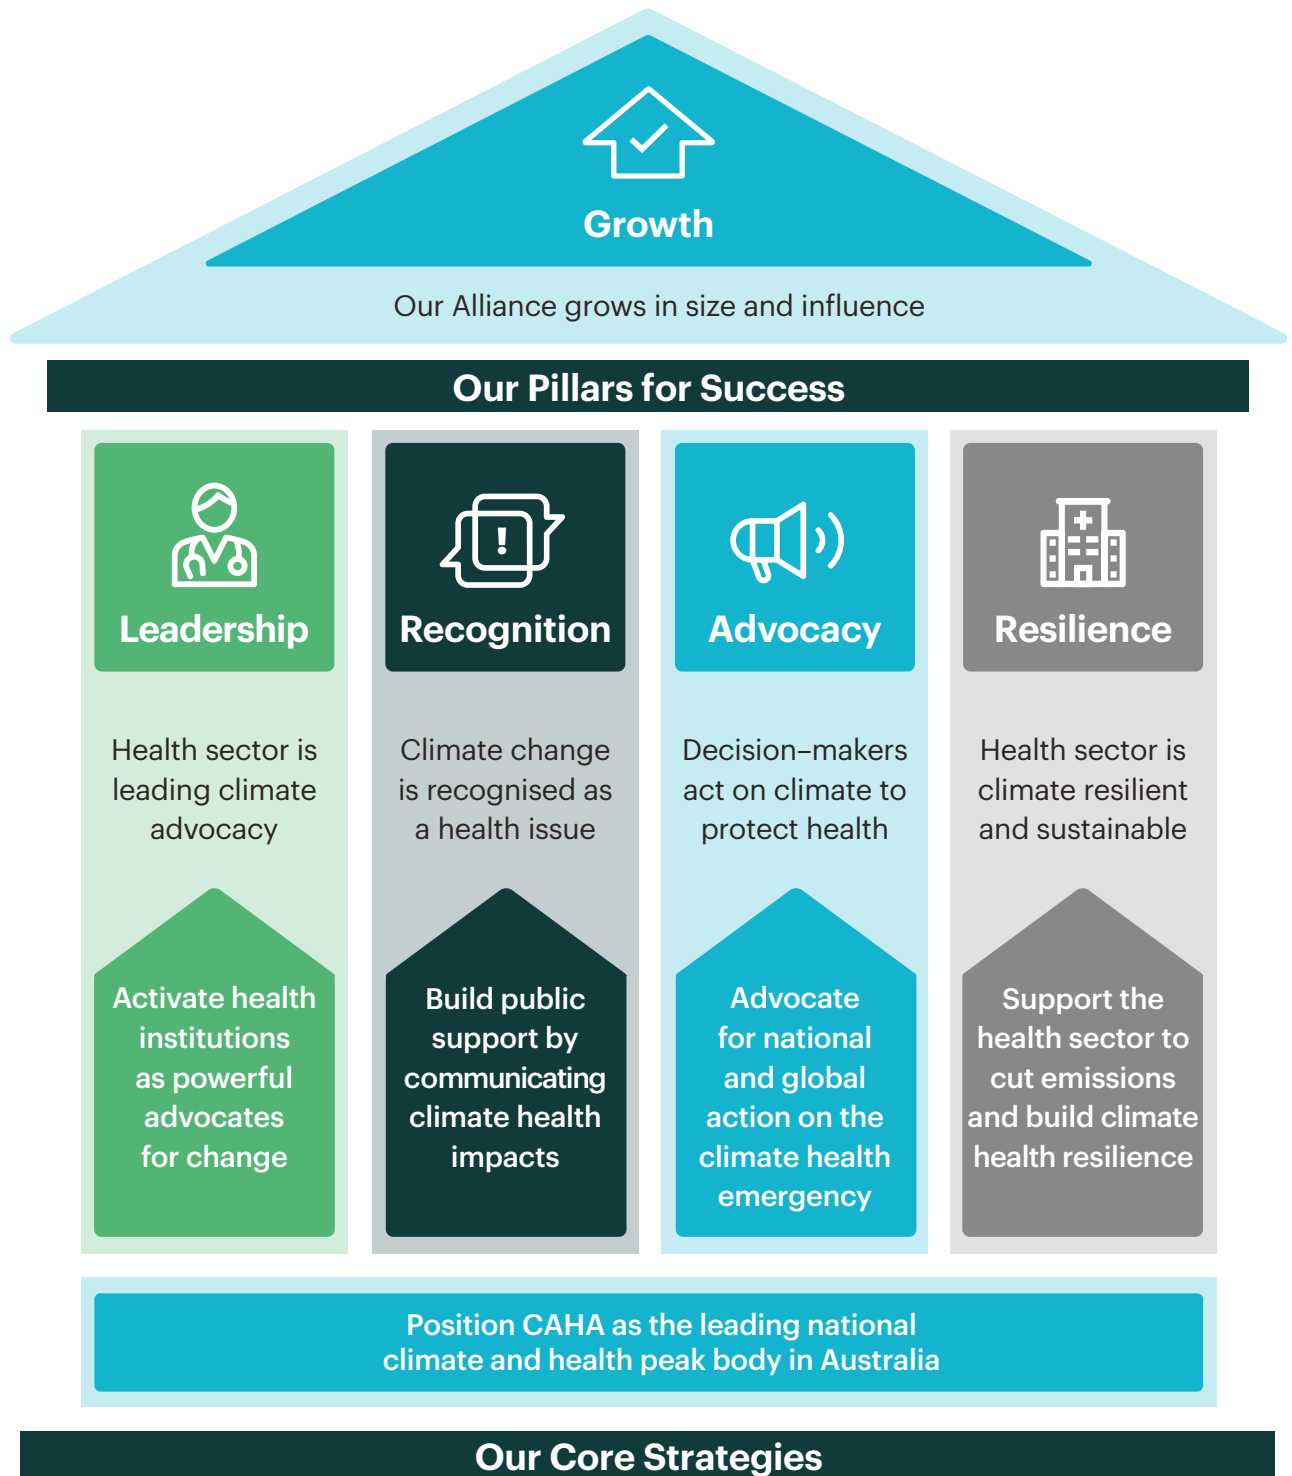 Growth
Our Alliance grows in size and influence
Our Pillars for Success
Leadership
Health sector is
leading climate
advocacy
Activate health
institutions
as powerful
advocates
for change
Recognition
Climate change
is recognised as
a health issue
Build public
support by
communicating
climate health
impacts
Advocacy
Decision–makers
act on climate to
protect health
Advocate
for national
and global
action on the
climate health
emergency
Resilience
Health sector is
climate resilient
and sustainable
Support the
health sector to
cut emissions
and build climate
health resilience
Position CAHA as the leading national
climate and health peak body in Australia
Our Core Strategies